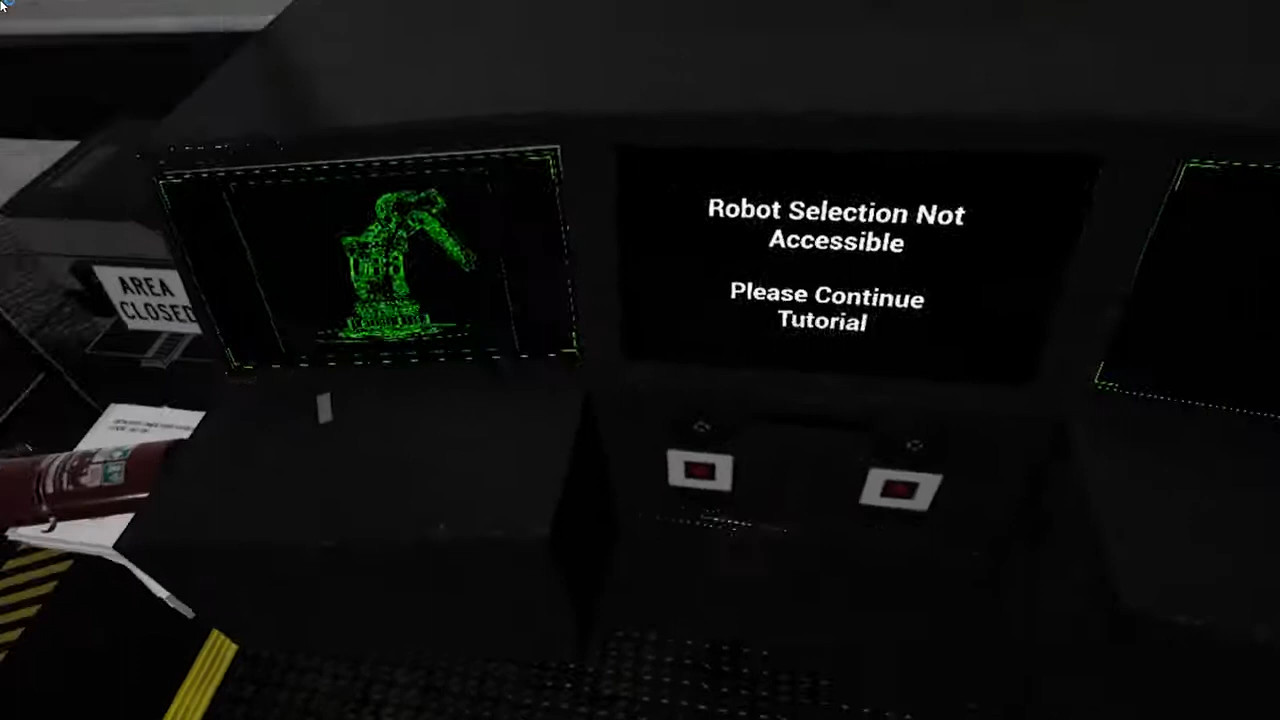 Robot Selection Not
Accessible
Please Continue
Tutorial
AREA
CLOSED